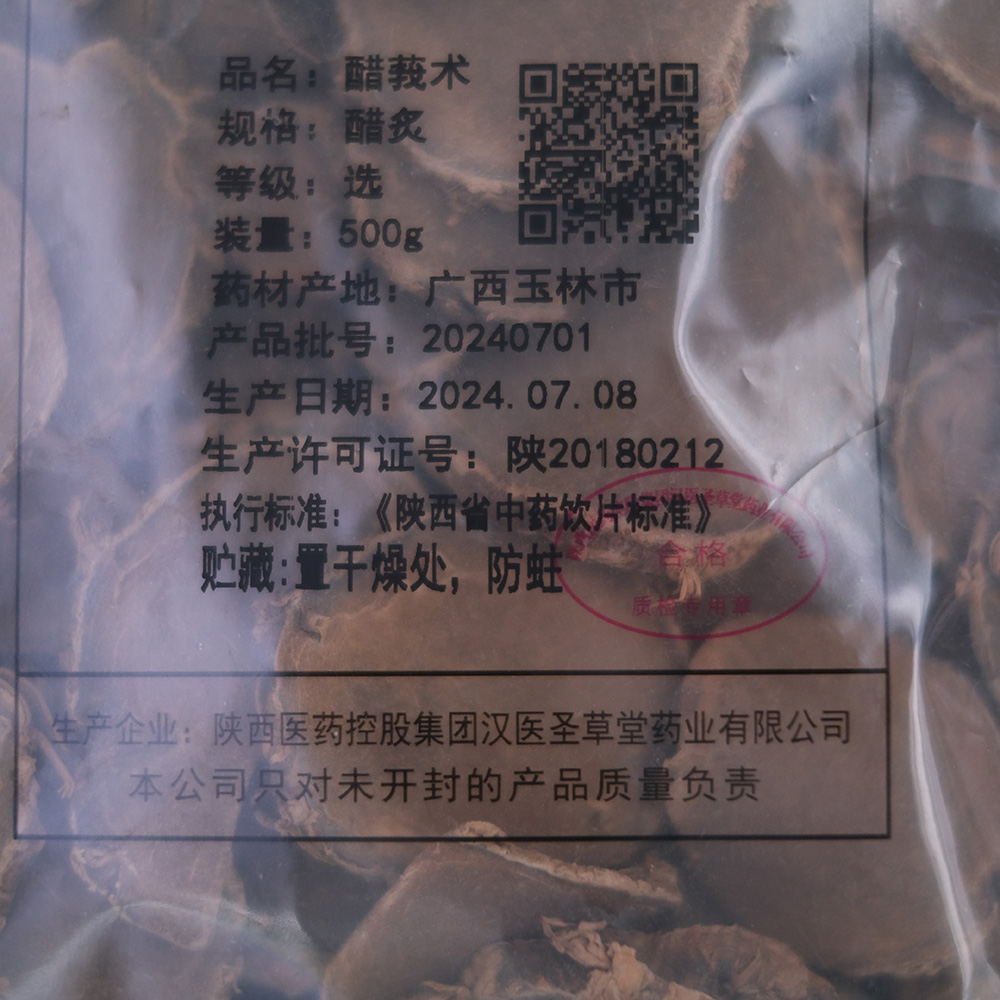 品名：醋莪术
规格：醋炙
等级：选
装量：500g
药材产地：广西玉林市
产品批号：20240701
生产日期：2024.07.08
生产许可证号：陕20180212
执行标准：《陕西省中药饮片标准》
贮藏:置干燥处，防蛀
合格
质检专用章
生产企业：陕西医药控股集团汉医圣草堂药业有限公司
本公司只对未开封的产品质量负责